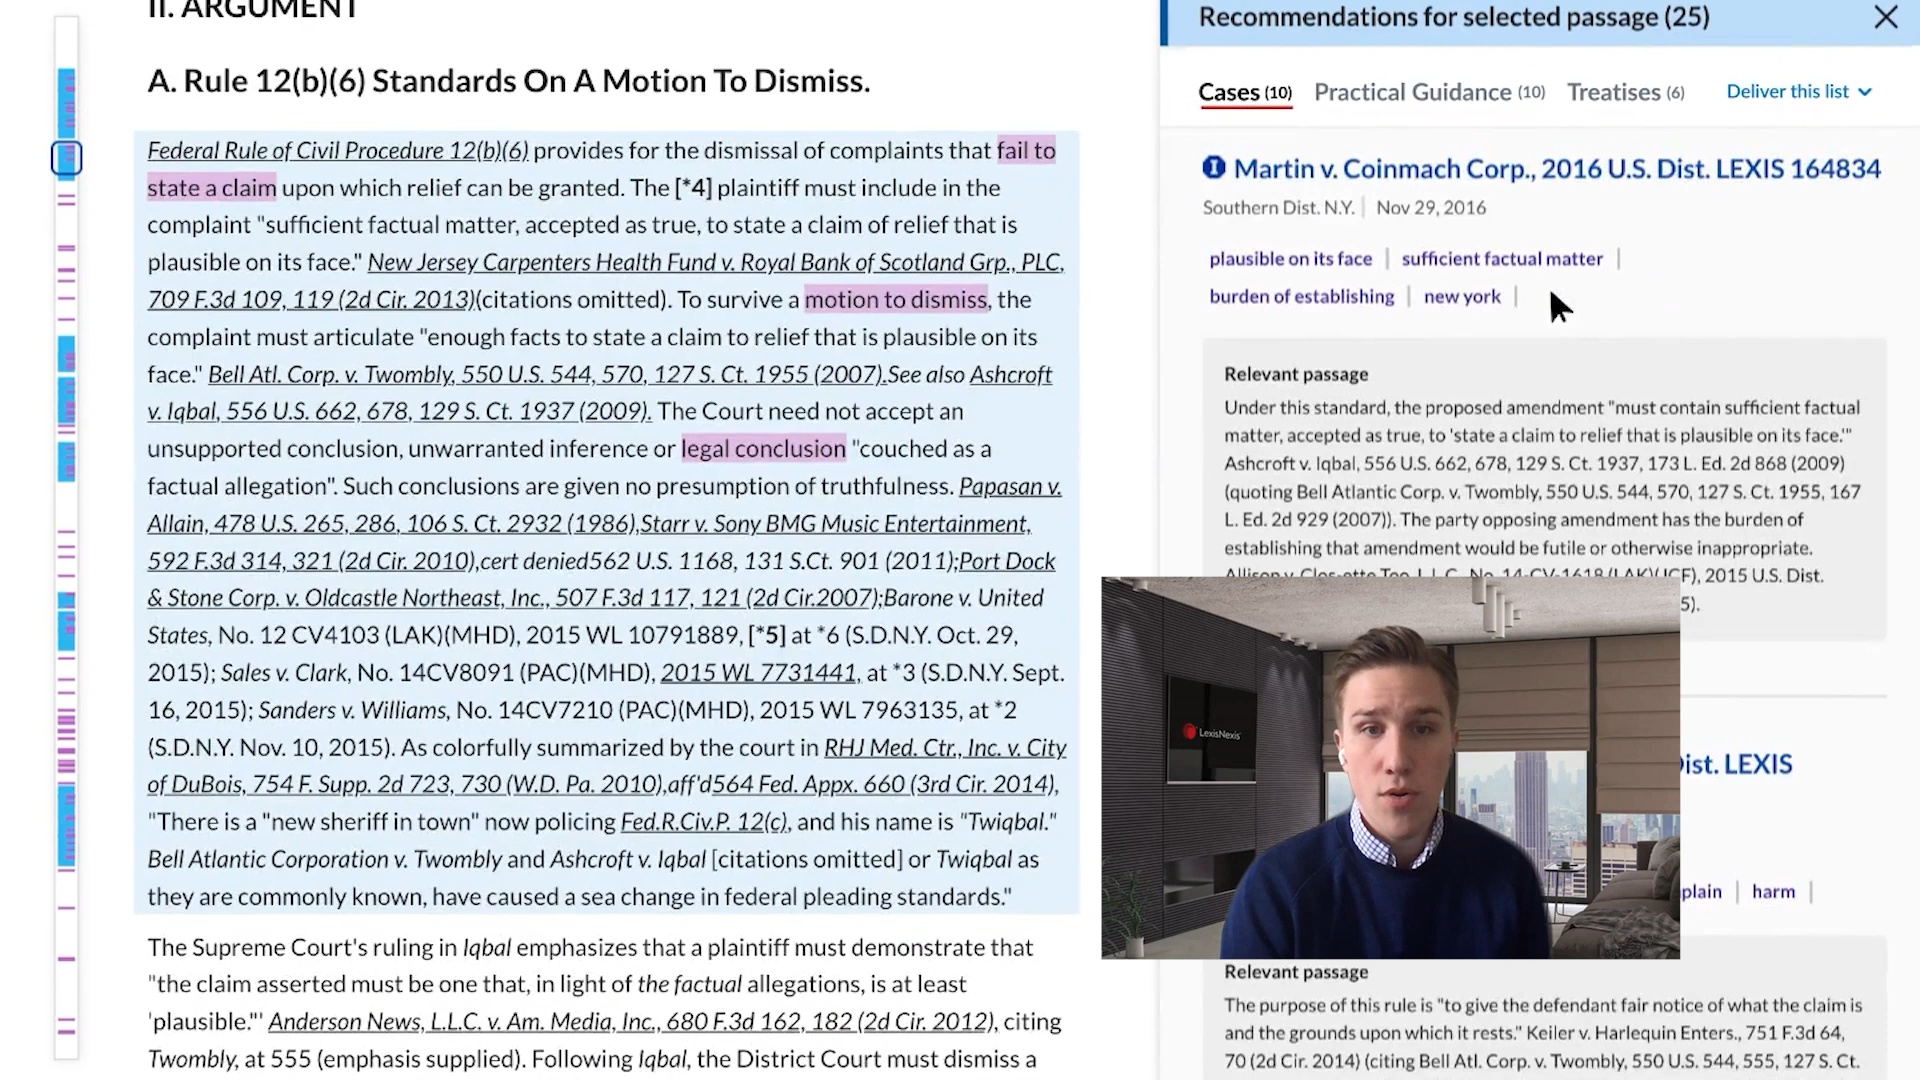 II. ARGUMENT
A. Rule 12(b)(6) Standards On A Motion To Dismiss.
Federal Rule of Civil Procedure 12(b)(6) provides for the dismissal of complaints that fail to
state a claim upon which relief can be granted. The [*4] plaintiff must include in the
complaint "sufficient factual matter, accepted as true, to state a claim of relief that is
plausible on its face." New Jersey Carpenters Health Fund v. Royal Bank of Scotland Grp., PLC,
709 F.3d 109, 119 (2d Cir. 2013)(citations omitted). To survive a motion to dismiss, the
complaint must articulate "enough facts to state a claim to relief that is plausible on its
face." Bell Atl. Corp. v. Twombly, 550 U.S. 544, 570, 127 S. Ct. 1955 (2007).See also Ashcroft
v. Iqbal, 556 U.S. 662, 678, 129 S. Ct. 1937 (2009). The Court need not accept an
unsupported conclusion, unwarranted inference or legal conclusion "couched as a
factual allegation". Such conclusions are given no presumption of truthfulness. Papasan v.
Allain, 478 U.S. 265, 286, 106 S. Ct. 2932 (1986),Starr v. Sony BMG Music Entertainment,
592 F.3d 314, 321 (2d Cir. 2010),cert denied562 U.S. 1168, 131 S.Ct. 901 (2011);Port Dock
& Stone Corp. v. Oldcastle Northeast, Inc., 507 F.3d 117, 121 (2d Cir.2007);Barone v. United
States, No. 12 CV4103 (LAK)(MHD), 2015 WL 10791889, [*5] at *6 (S.D.N.Y. Oct. 29,
2015); Sales v. Clark, No. 14CV8091 (PAC)(MHD), 2015 WL 7731441, at *3 (S.D.N.Y. Sept.
16, 2015); Sanders v. Williams, No. 14CV7210 (PAC)(MHD), 2015 WL 7963135, at *2
(S.D.N.Y. Nov. 10, 2015). As colorfully summarized by the court in RHJ Med. Ctr., Inc. v. City
of DuBois, 754 F. Supp. 2d 723, 730 (W.D. Pa. 2010),aff'd564 Fed. Appx. 660 (3rd Cir. 2014),
"There is a "new sheriff in town" now policing Fed.R.Civ.P. 12(c), and his name is "Twiqbal."
Bell Atlantic Corporation v. Twombly and Ashcroft v. Iqbal [citations omitted] or Twiqbal as
they are commonly known, have caused a sea change in federal pleading standards."
The Supreme Court's ruling in Iqbal emphasizes that a plaintiff must demonstrate that
"the claim asserted must be one that, in light of the factual allegations, is at least
'plausible."' Anderson News, L.L.C. v. Am. Media, Inc., 680 F.3d 162, 182 (2d Cir. 2012), citing
Twombly, at 555 (emphasis supplied). Following Iqbal, the District Court must dismiss a
Recommendations for selected passage (25)
Cases (10) Practical Guidance (10) Treatises (6) Deliver this list
Martin v. Coinmach Corp., 2016 U.S. Dist. LEXIS 164834
Southern Dist. N.Y. | Nov 29, 2016
plausible on its face | sufficient factual matter |
burden of establishing | new york |
Relevant passage
Under this standard, the proposed amendment "must contain sufficient factual
matter, accepted as true, to 'state a claim to relief that is plausible on its face.'"
Ashcroft v. Iqbal, 556 U.S. 662, 678, 129 S. Ct. 1937, 173 L. Ed. 2d 868 (2009)
(quoting Bell Atlantic Corp. v. Twombly, 550 U.S. 544, 570, 127 S. Ct. 1955, 167
L. Ed. 2d 929 (2007)). The party opposing amendment has the burden of
establishing that amendment would be futile or otherwise inappropriate.
2015 U.S. Dist.
5).
LexisNexis
Dist. LEXIS
plain | harm |
Relevant passage
The purpose of this rule is "to give the defendant fair notice of what the claim is
and the grounds upon which it rests." Keiler v. Harlequin Enters., 751 F.3d 64,
70 (2d Cir. 2014) (citing Bell Atl. Corp. v. Twombly, 550 U.S. 544, 555, 127 S. Ct.